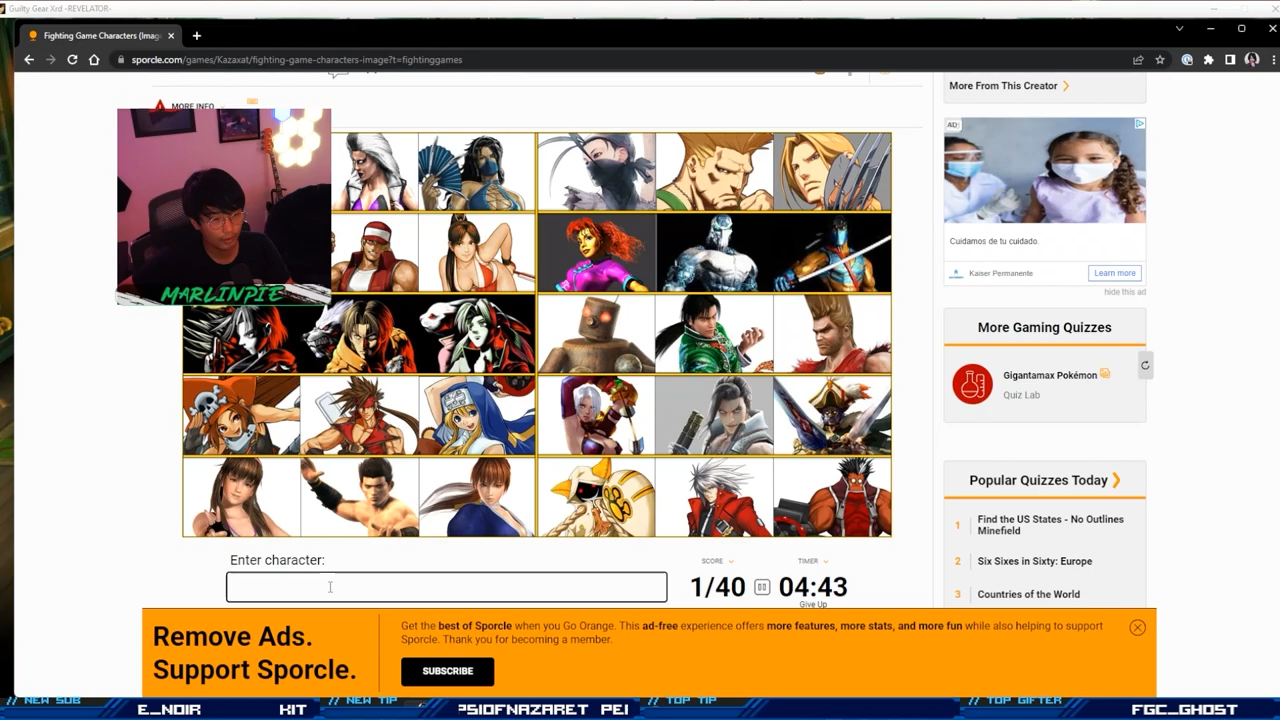 Guilty Gear Xrd -REVELATOR-
Fighting Game Characters (Imag
sporcle.com/games/Kazaxat/fighting-game-characters-image?t=fightinggames
MORE INFO
MARLINPIE
More From This Creator
AD
Cuidamos de tu cuidado.
Kaiser Permanente
Learn more
hide this ad
More Gaming Quizzes
Gigantamax Pokémon
Quiz Lab
Popular Quizzes Today
1 Find the US States - No Outlines Minefield
2 Six Sixes in Sixty: Europe
3 Countries of the World
Enter character:
SCORE
TIMER
1/40
04:43
Give Up
Remove Ads.
Support Sporcle.
Get the best of Sporcle when you Go Orange. This ad-free experience offers more features, more stats, and more fun while also helping to support
Sporcle. Thank you for becoming a member.
SUBSCRIBE
// NEW SUB
// NEW TIP
// TOP TIP
// TOP GIFTER
E_NOIR
KIT
?SIDFNAZARET PEI
FGC_GHOST